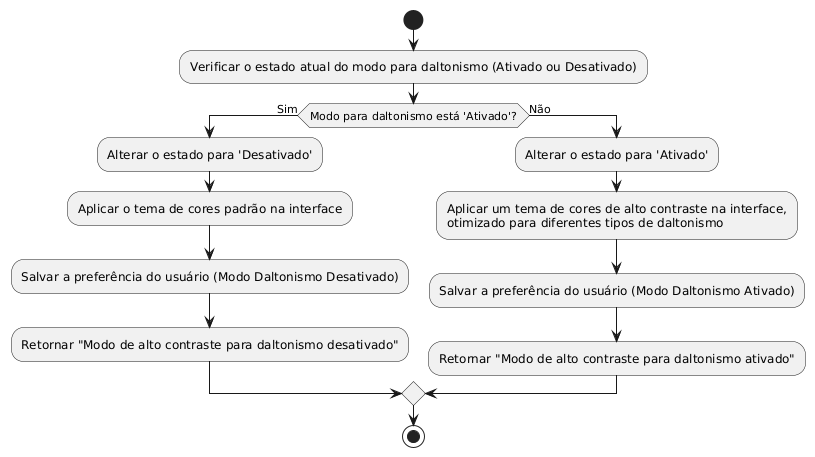 Verificar o estado atual do modo para daltonismo (Ativado ou Desativado)
Sim
Modo para daltonismo está 'Ativado'?
Não
Alterar o estado para 'Desativado'
Aplicar o tema de cores padrão na interface
Salvar a preferência do usuário (Modo Daltonismo Desativado)
Retornar "Modo de alto contraste para daltonismo desativado"
Alterar o estado para 'Ativado'
Aplicar um tema de cores de alto contraste na interface,
otimizado para diferentes tipos de daltonismo
Salvar a preferência do usuário (Modo Daltonismo Ativado)
Retornar "Modo de alto contraste para daltonismo ativado"